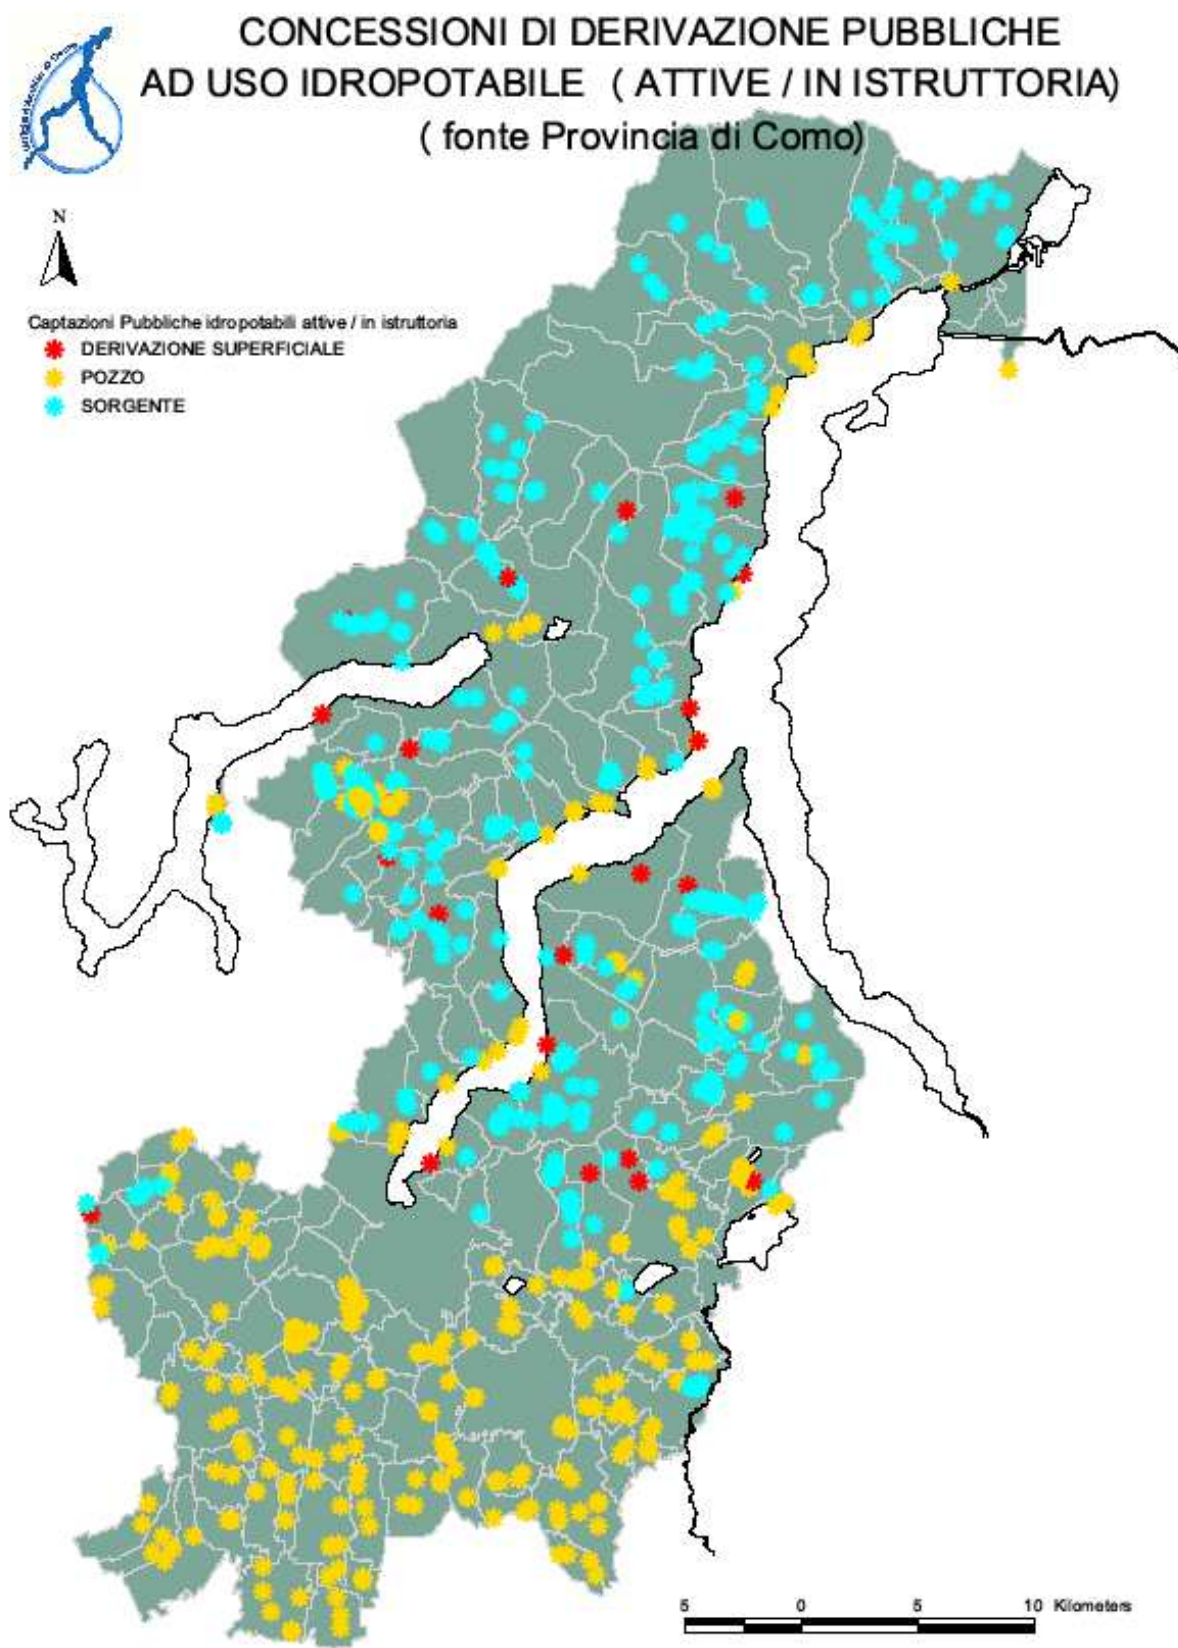 CONCESSIONI DI DERIVAZIONE PUBBLICHE
AD USO IDROPOTABILE ( ATTIVE / IN ISTRUTTORIA)
( fonte Provincia di Como)
N
Captazioni Pubbliche idropotabili attive / in istruttoria
DERIVAZIONE SUPERFICIALE
POZZO
SORGENTE
5 0 5 10 Kilometers